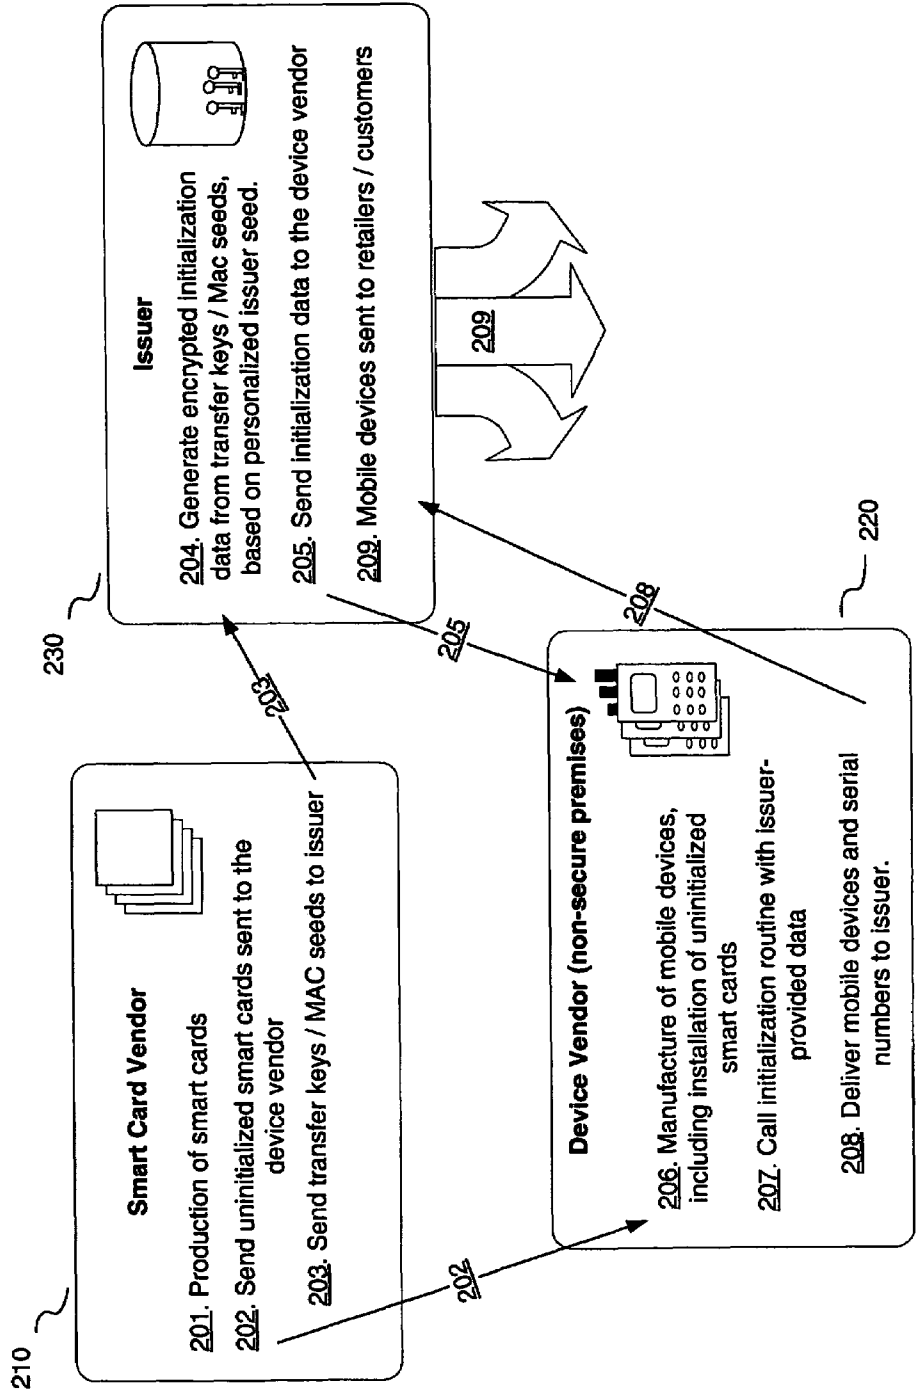 210
Smart Card Vendor
201. Production of smart cards
202. Send uninitialized smart cards sent to the
device vendor
203. Send transfer keys / MAC seeds to issuer
203
230
Issuer
204. Generate encrypted initialization
data from transfer keys / Mac seeds,
based on personalized issuer seed.
205. Send initialization data to the device vendor
209. Mobile devices sent to retailers / customers
209
202
205
208
220
Device Vendor (non-secure premises)
206. Manufacture of mobile devices,
including installation of uninitialized
smart cards
207. Call initialization routine with issuer-
provided data
208. Deliver mobile devices and serial
numbers to issuer.